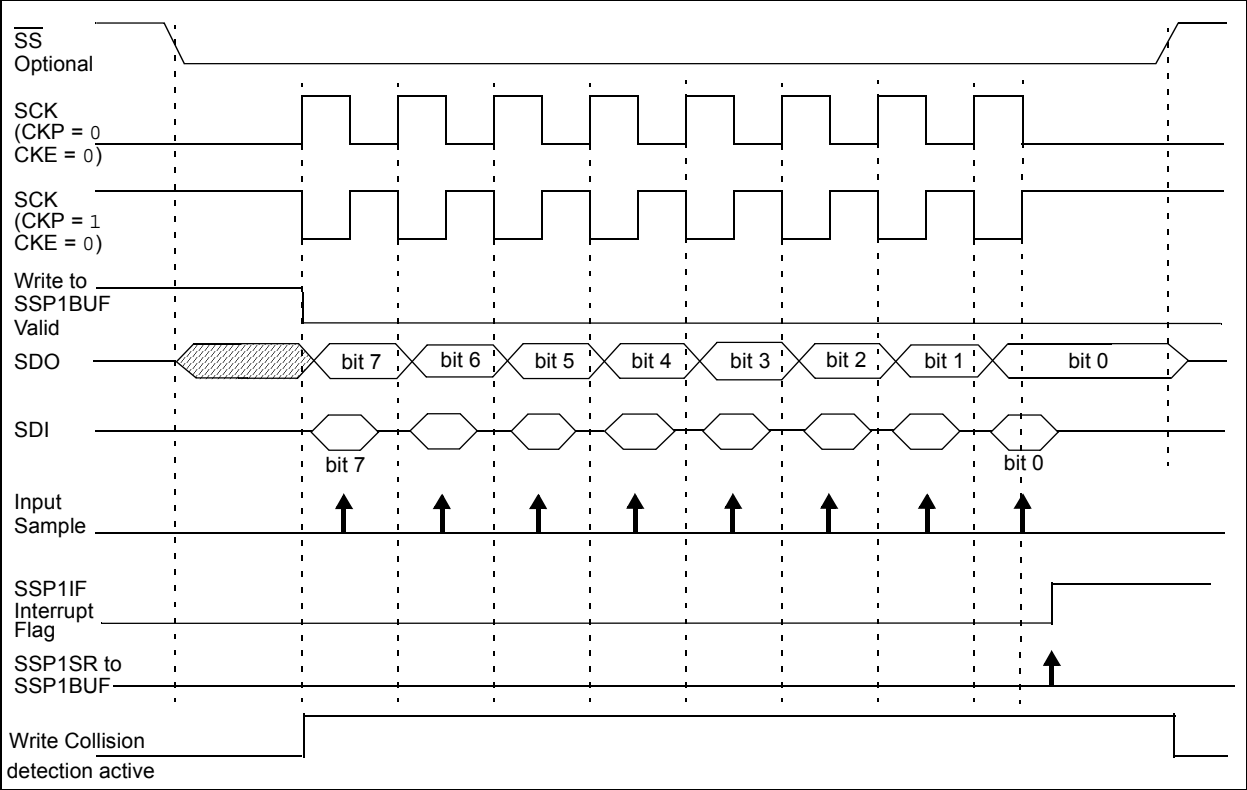 SS
Optional
SCK
(CKP = 0
CKE = 0)
SCK
(CKP = 1
CKE = 0)
Write to
SSP1BUF
Valid
SDO
bit 7
bit 6
bit 5
bit 4
bit 3
bit 2
bit 1
bit 0
SDI
bit 7
bit 0
Input
Sample
SSP1IF
Interrupt
Flag
SSP1SR to
SSP1BUF
Write Collision
detection active